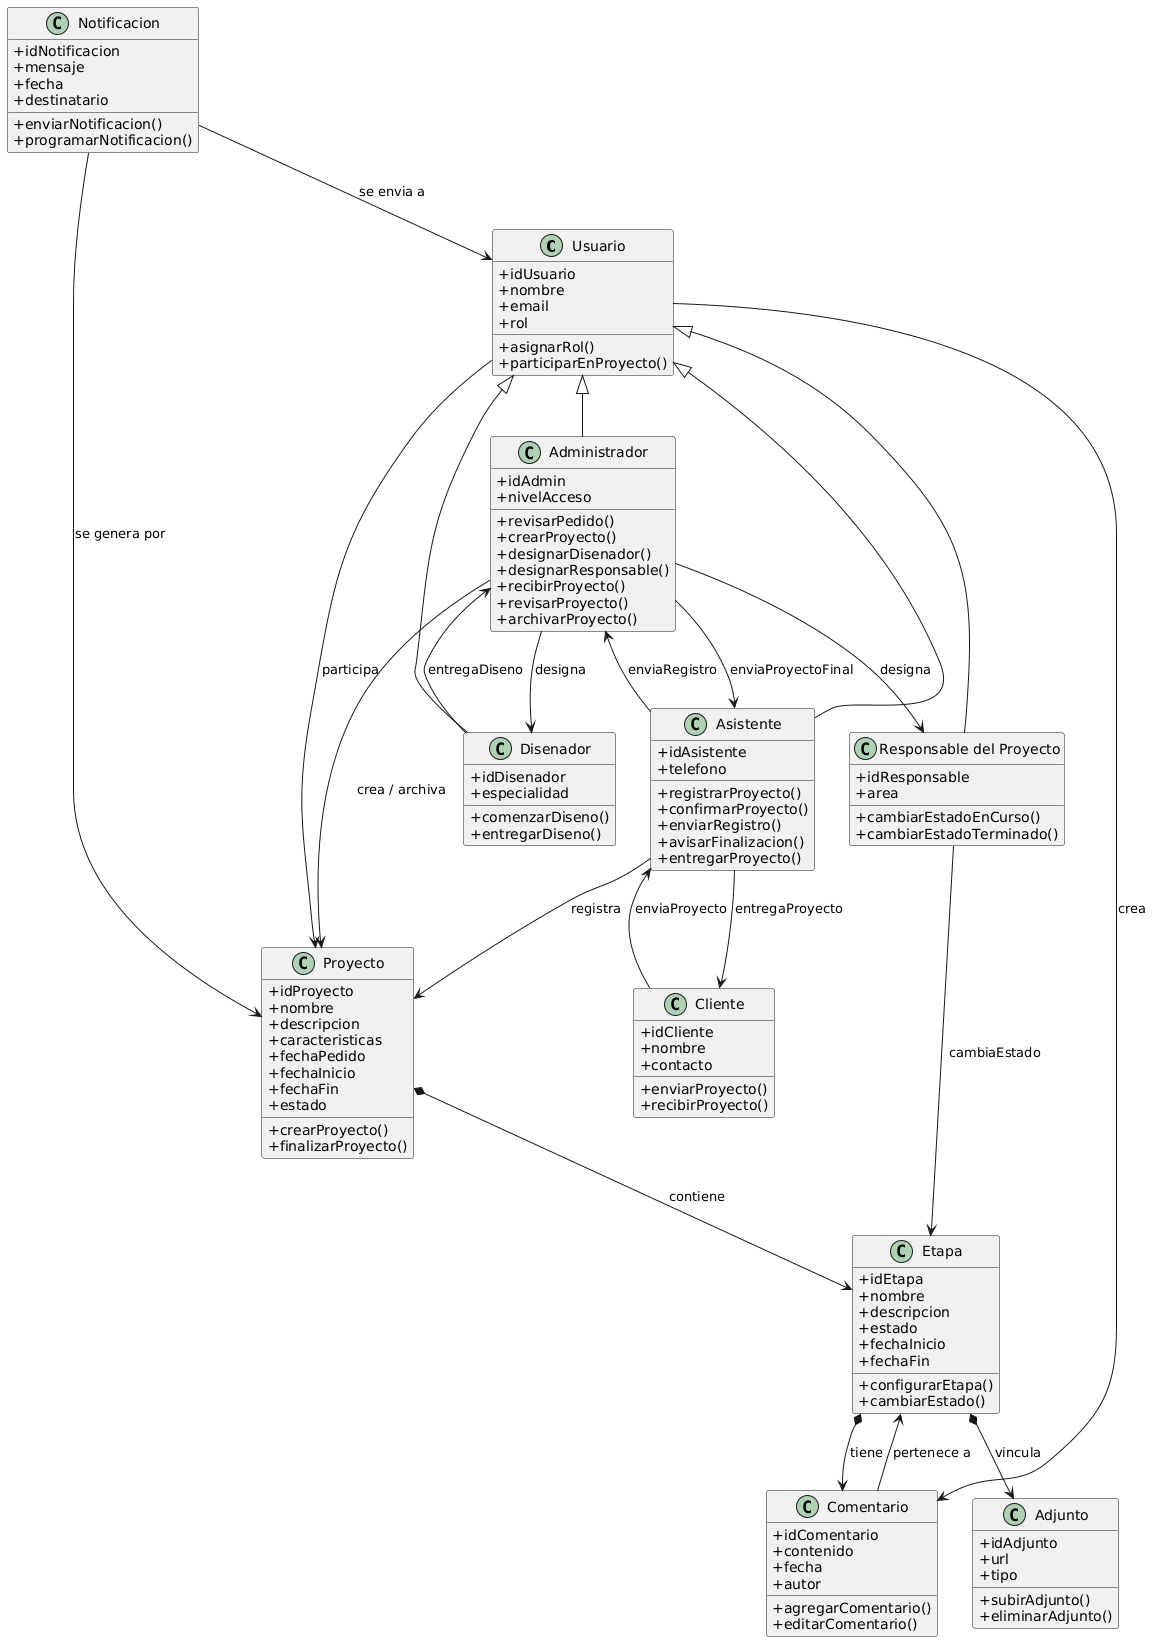 C Notificacion
+idNotificacion
+mensaje
+fecha
+destinatario
+enviarNotificacion()
+programarNotificacion()
se envia a
C Usuario
+idUsuario
+nombre
+email
+rol
+asignarRol()
+participarEnProyecto()
C Administrador
+idAdmin
+nivelAcceso
+revisarPedido()
+crearProyecto()
+designarDisenador()
+designarResponsable()
+recibirProyecto()
+revisarProyecto()
+archivarProyecto()
se genera por
participa
entregaDiseno
designa
enviaRegistro
enviaProyectoFinal
designa
crea / archiva
C Disenador
+idDisenador
+especialidad
+comenzarDiseno()
+entregarDiseno()
C Asistente
+idAsistente
+telefono
+registrarProyecto()
+confirmarProyecto()
+enviarRegistro()
+avisarFinalizacion()
+entregarProyecto()
C Responsable del Proyecto
+idResponsable
+area
+cambiarEstadoEnCurso()
+cambiarEstadoTerminado()
registra
enviaProyecto
entregaProyecto
crea
C Proyecto
+idProyecto
+nombre
+descripcion
+caracteristicas
+fechaPedido
+fechaInicio
+fechaFin
+estado
+crearProyecto()
+finalizarProyecto()
C Cliente
+idCliente
+nombre
+contacto
+enviarProyecto()
+recibirProyecto()
cambiaEstado
contiene
C Etapa
+idEtapa
+nombre
+descripcion
+estado
+fechaInicio
+fechaFin
+configurarEtapa()
+cambiarEstado()
tiene
pertenece a
vincula
C Comentario
+idComentario
+contenido
+fecha
+autor
+agregarComentario()
+editarComentario()
C Adjunto
+idAdjunto
+url
+tipo
+subirAdjunto()
+eliminarAdjunto()